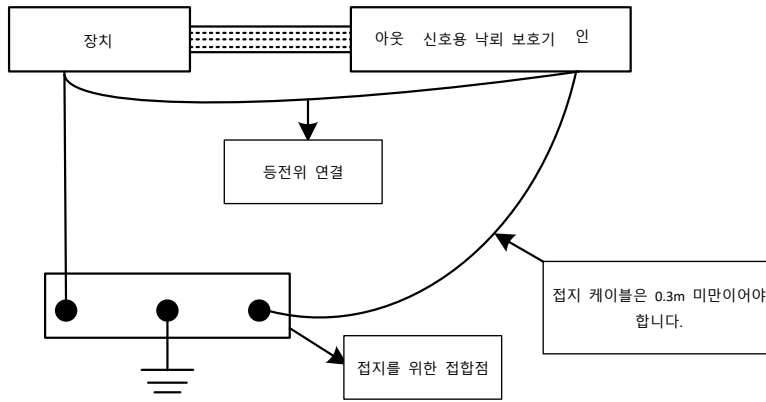 장치
아웃 신호용 낙뢰 보호기 인
등전위 연결
접지 케이블은 0.3m 미만이어야
합니다.
접지를 위한 접합점